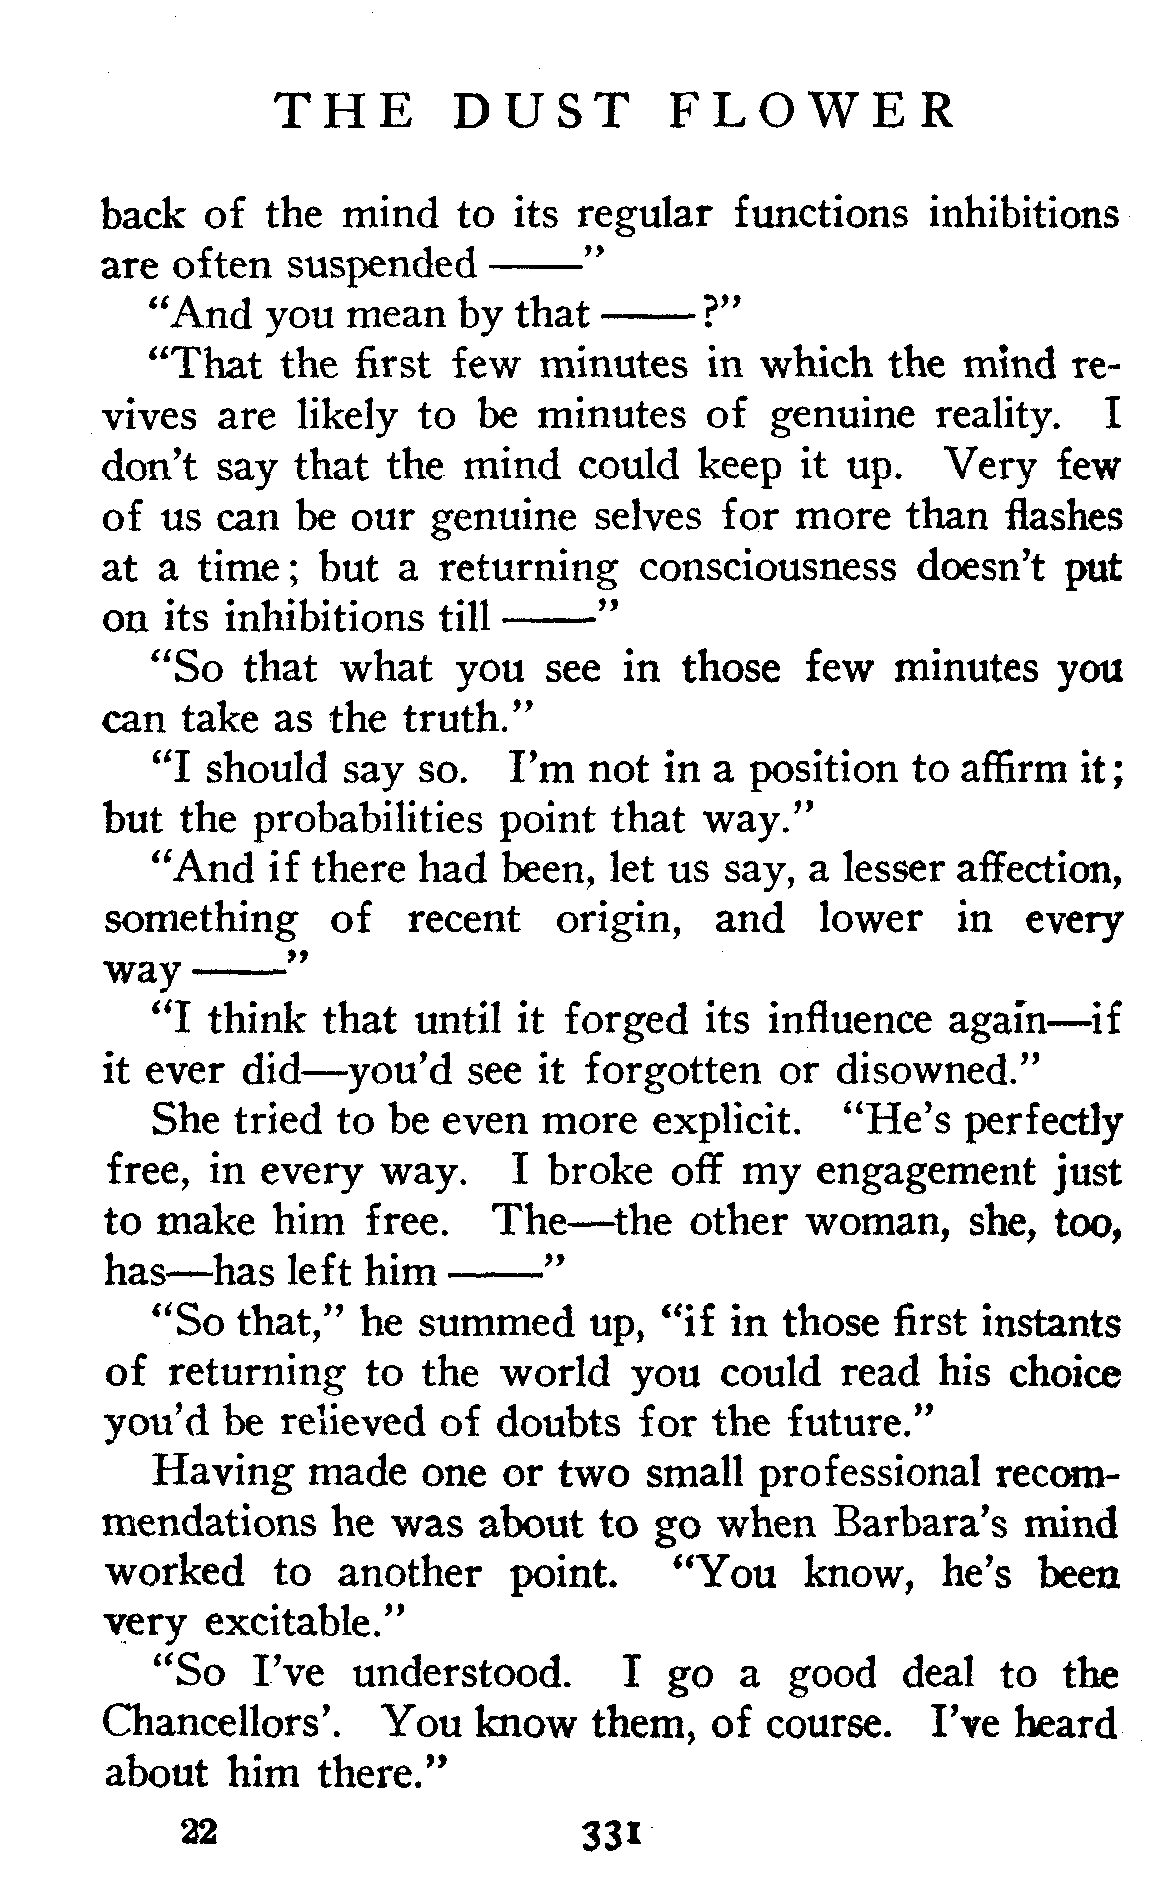 THE DUST FLOWER
back of the mind to its regular functions inhibitions
are often suspended ——"
"And you mean by that ——?"
"That the first few minutes in which the mind re-
vives are likely to be minutes of genuine reality. I
don't say that the mind could keep it up. Very few
of us can be our genuine selves for more than flashes
at a time; but a returning consciousness doesn't put
on its inhibitions till ——"
"So that what you see in those few minutes you
can take as the truth."
"I should say so. I'm not in a position to affirm it;
but the probabilities point that way."
"And if there had been, let us say, a lesser affection,
something of recent origin, and lower in every
way ——"
"I think that until it forged its influence again—if
it ever did—you'd see it forgotten or disowned."
She tried to be even more explicit. "He's perfectly
free, in every way. I broke off my engagement just
to make him free. The—the other woman, she, too,
has—has left him ——"
"So that," he summed up, "if in those first instants
of returning to the world you could read his choice
you'd be relieved of doubts for the future."
Having made one or two small professional recom-
mendations he was about to go when Barbara's mind
worked to another point. "You know, he's been
very excitable."
"So I've understood. I go a good deal to the
Chancellors'. You know them, of course. I've heard
about him there."
22 331